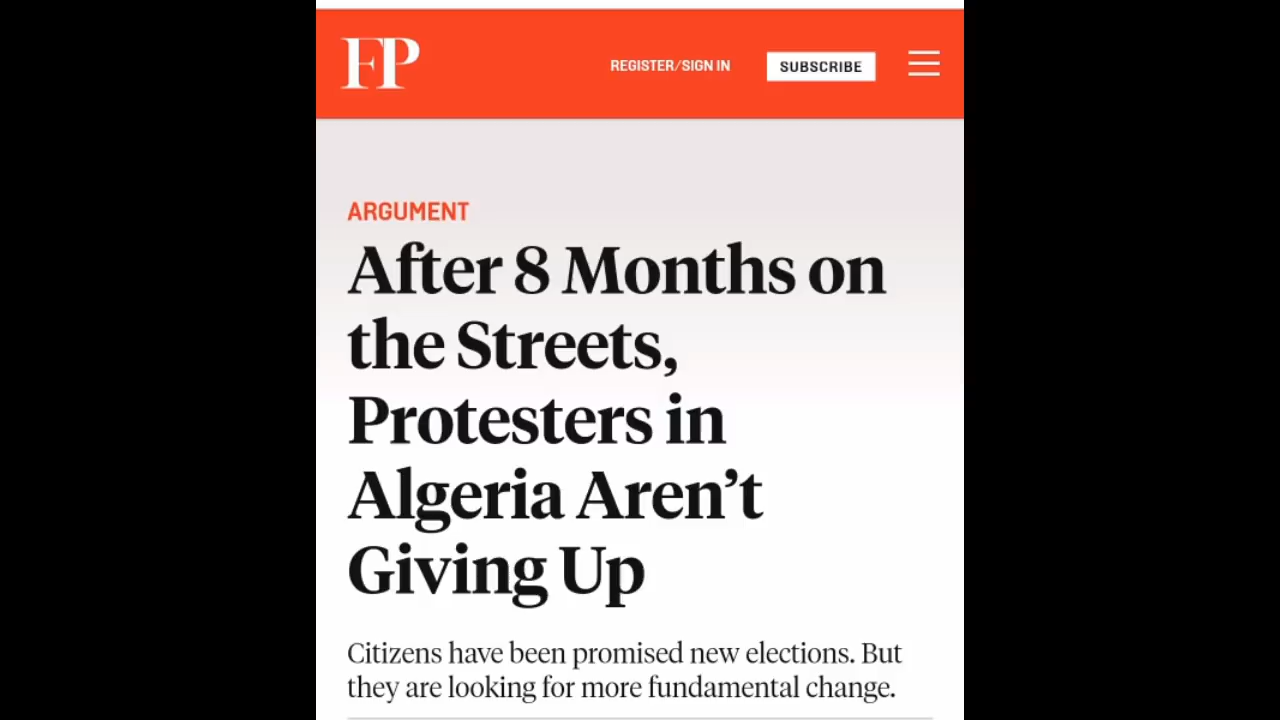 FP
REGISTER/SIGN IN
SUBSCRIBE
ARGUMENT
After 8 Months on
the Streets,
Protesters in
Algeria Aren’t
Giving Up
Citizens have been promised new elections. But
they are looking for more fundamental change.